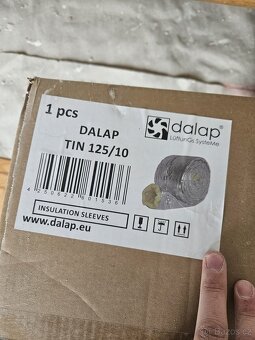 1 pcs
DALAP
TIN 125/10
dalap®
Lüftungs Systeme
INSULATION SLEEVES
www.dalap.eu